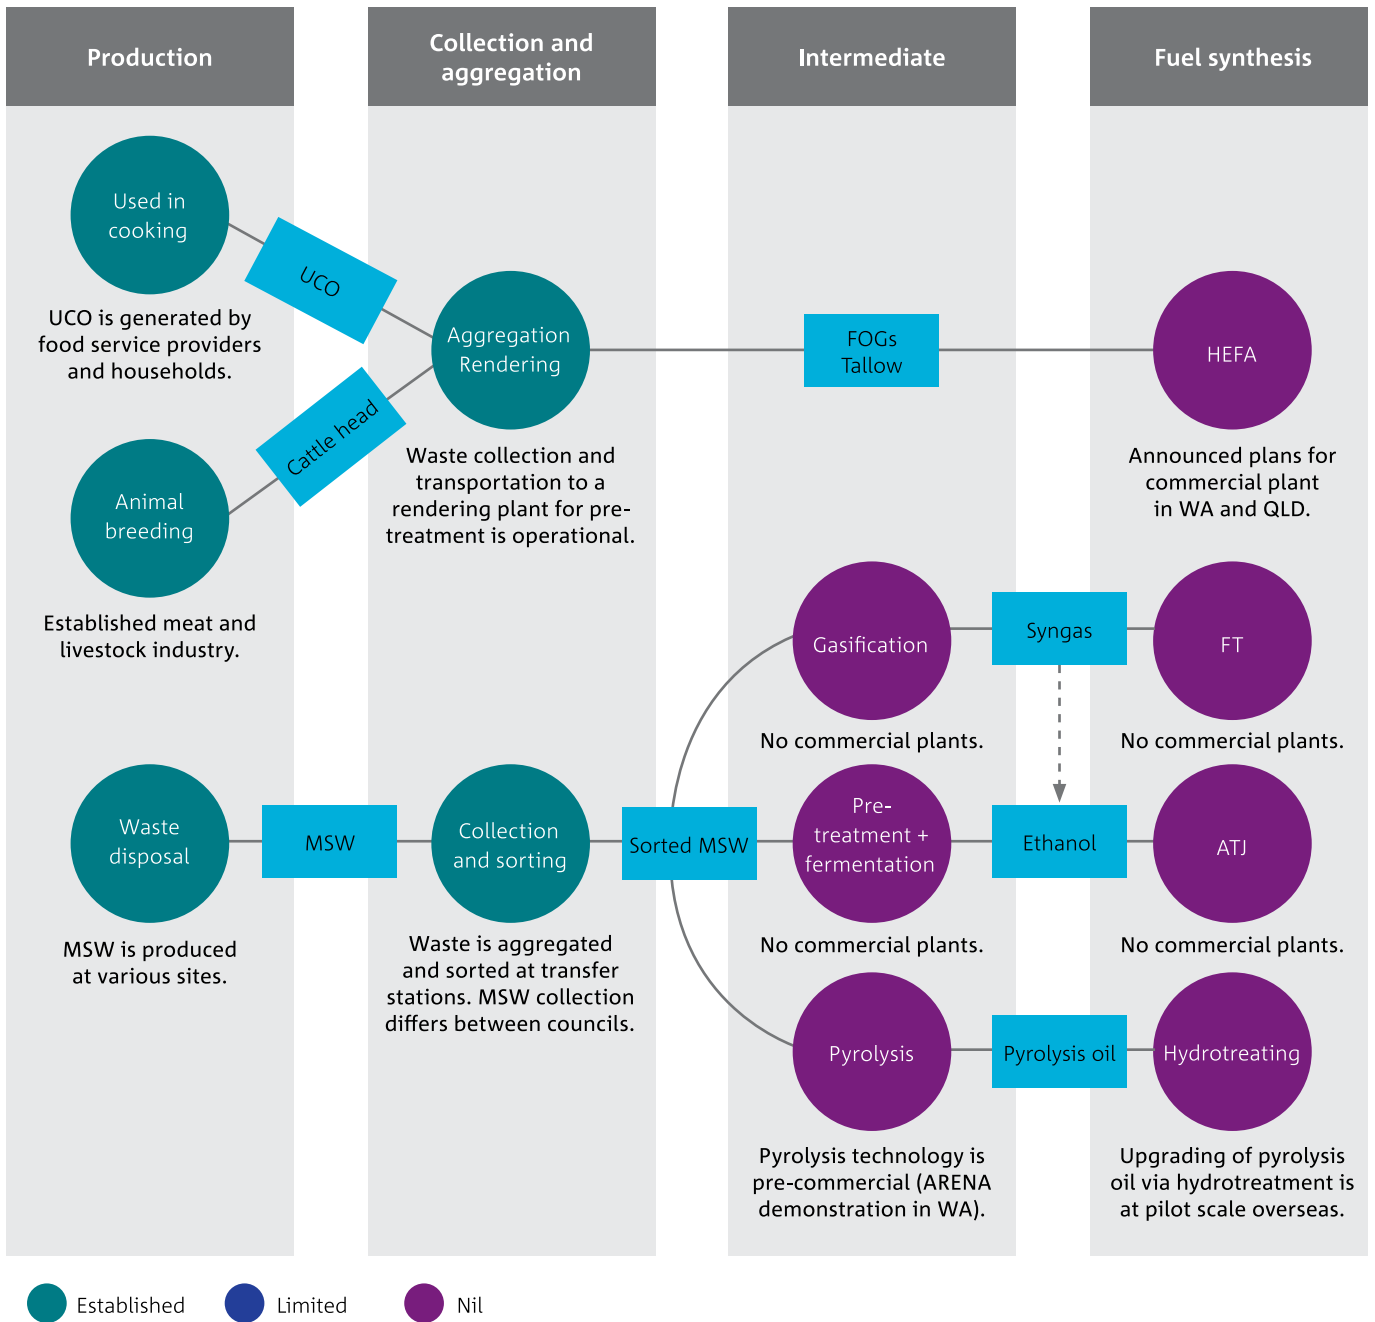 Production
Collection and
aggregation
Intermediate
Fuel synthesis
Used in
cooking
UCO is generated by
food service providers
and households.
UCO
Cattle head
Animal
breeding
Established meat and
livestock industry.
Aggregation
Rendering
Waste collection and
transportation to a
rendering plant for pre-
treatment is operational.
FOGs
Tallow
HEFA
Announced plans for
commercial plant
in WA and QLD.
Gasification
No commercial plants.
Syngas
FT
No commercial plants.
Waste
disposal
MSW is produced
at various sites.
MSW
Collection
and sorting
Waste is aggregated
and sorted at transfer
stations. MSW collection
differs between councils.
Sorted MSW
Pre-
treatment +
fermentation
No commercial plants.
Ethanol
ATJ
No commercial plants.
Pyrolysis
Pyrolysis technology is
pre-commercial (ARENA
demonstration in WA).
Pyrolysis oil
Hydrotreating
Upgrading of pyrolysis
oil via hydrotreatment is
at pilot scale overseas.
Established
Limited
Nil